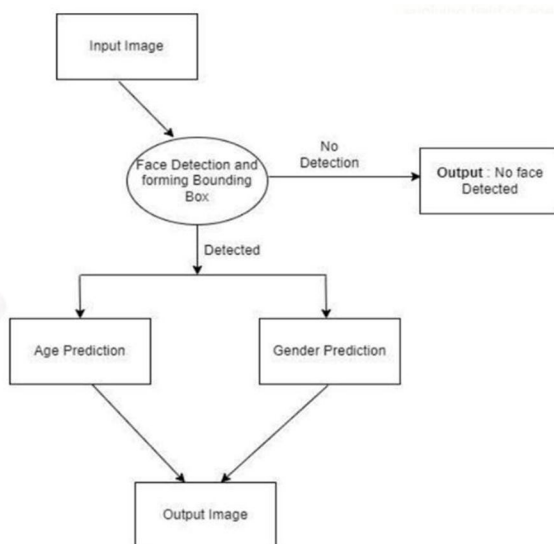 Input Image
Face Detection and
forming Bounding
Box
No
Detection
Output : No face
Detected
Detected
Age Prediction
Gender Prediction
Output Image